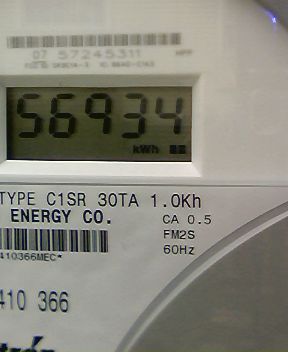 07 57245311
56934
kWh
TYPE C1SR 30TA 1.0Kh
ENERGY CO.
CA 0.5
FM2S
60Hz
410366MEC*
410 366